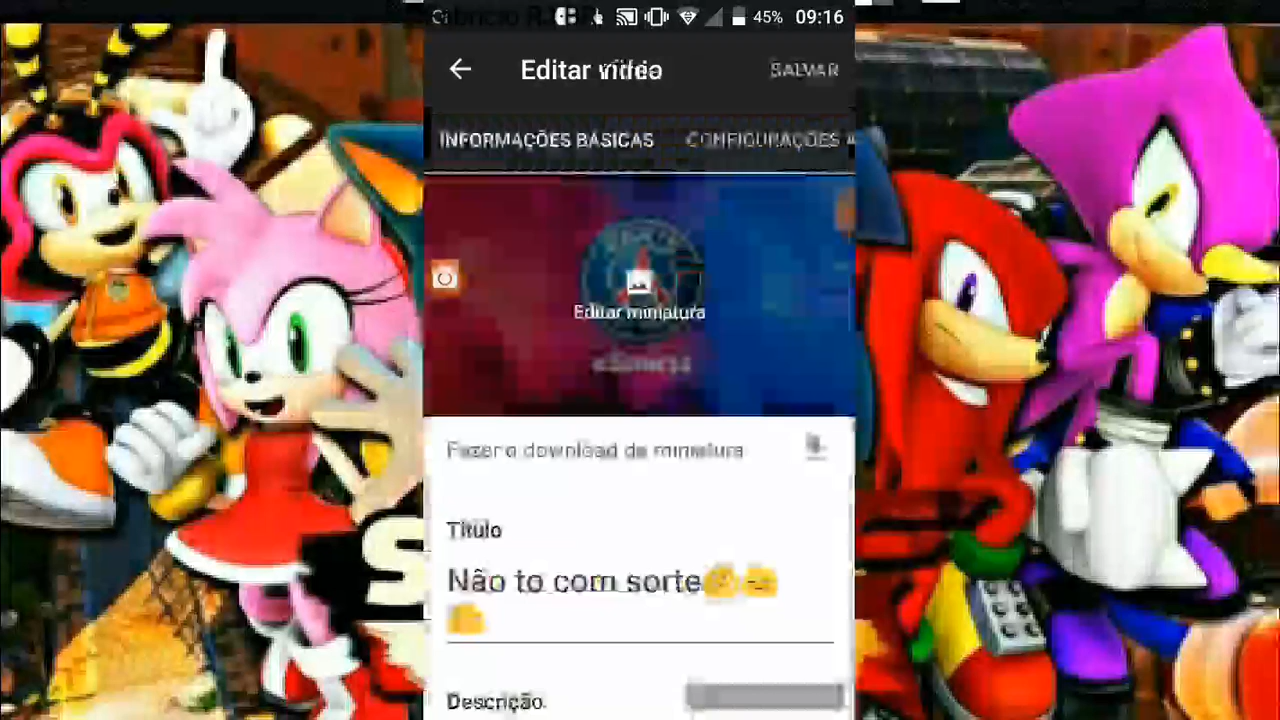 45% 09:16
Editar vídeo SALVAR
INFORMAÇÕES BÁSICAS CONFIGURAÇÕES A
Editar miniatura
Fazer o download da miniatura
Título
Não to com sorte
Descrição